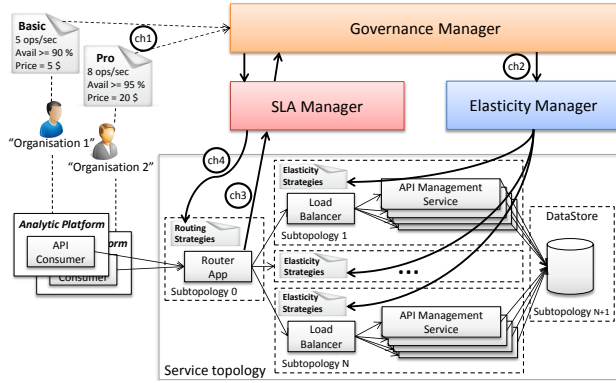 Basic
5 ops/sec
Avail >= 90 %
Price = 5 $
Pro
8 ops/sec
Avail >= 95 %
Price = 20 $
ch1
Governance Manager
ch2
SLA Manager
Elasticity Manager
"Organisation 1"
"Organisation 2"
ch4
ch3
Elasticity
Strategies
Load
Balancer
API Management
Service
Subtopology 1
DataStore
Analytic Platform
API
Consumer
Consumer
Routing
Strategies
Router
App
Subtopology 0
Elasticity
Strategies
...
Elasticity
Strategies
Load
Balancer
API Management
Service
Subtopology N
Subtopology N+1
Service topology